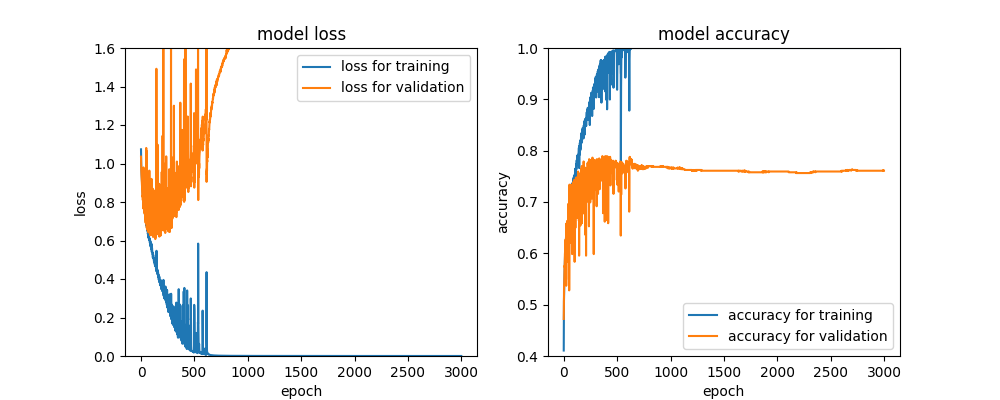 model loss
loss
1.6
1.4
1.2
1.0
0.8
0.6
0.4
0.2
0.0
loss for training
loss for validation
0 500 1000 1500 2000 2500 3000
epoch
model accuracy
accuracy
1.0
0.9
0.8
0.7
0.6
0.5
0.4
accuracy for training
accuracy for validation
0 500 1000 1500 2000 2500 3000
epoch